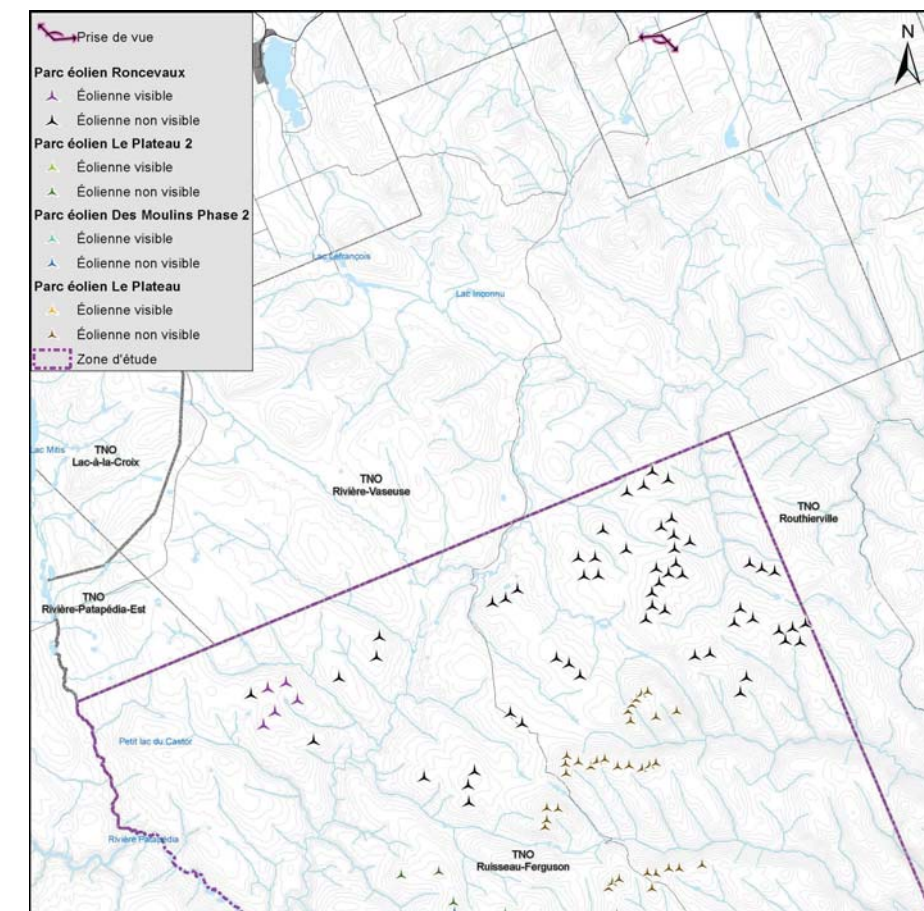 Prise de vue
Parc éolien Roncevaux
Éolienne visible
Éolienne non visible
Parc éolien Le Plateau 2
Éolienne visible
Éolienne non visible
Parc éolien Des Moulins Phase 2
Éolienne visible
Éolienne non visible
Parc éolien Le Plateau
Éolienne visible
Éolienne non visible
Zone d'étude
N
Lac Lefrançois
Lac Inconnu
Lac Mitis
TNO
Lac-à-la-Croix
TNO
Rivière-Vaseuse
TNO
Routhierville
TNO
Rivière-Patapédia-Est
Petit lac du Castor
Rivière Patapédia
TNO
Ruisseau-Ferguson